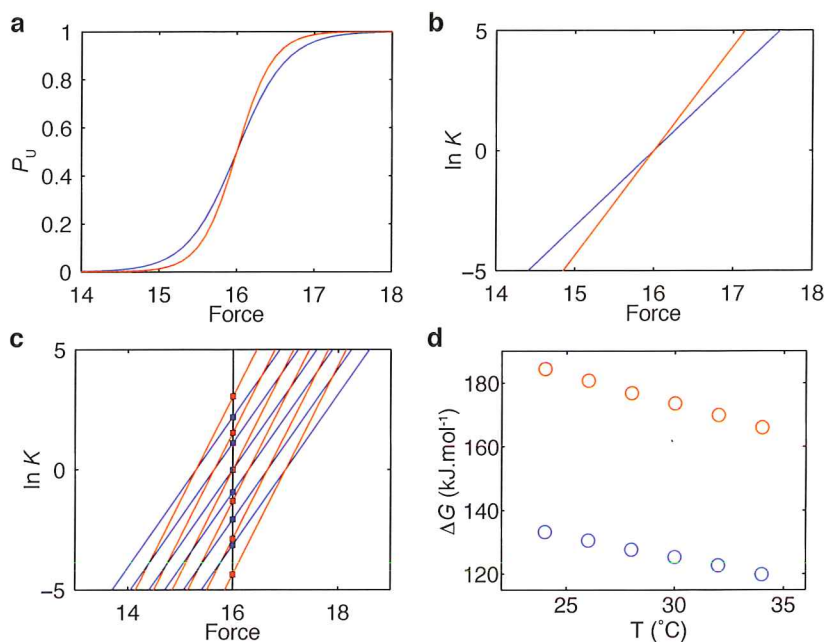 a
1
0.8
0.6
0.4
0.2
0
P_U
14 15 16 17 18
Force
b
5
0
−5
ln K
14 15 16 17 18
Force
c
5
0
−5
ln K
14 16 18
Force
d
180
160
140
120
ΔG (kJ.mol⁻¹)
25 30 35
T (˚C)